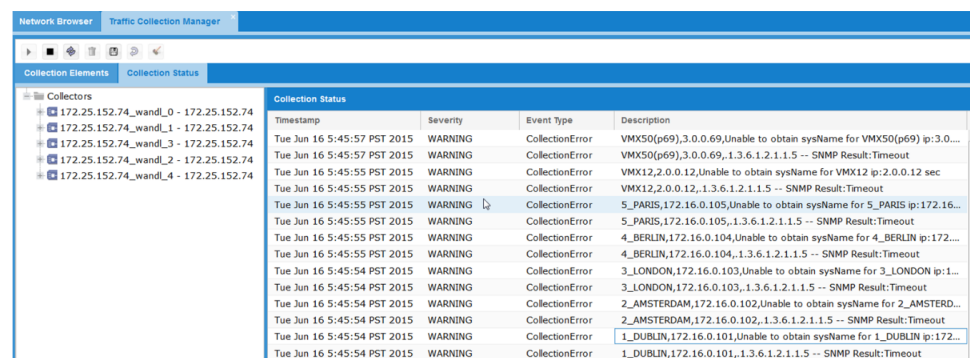 Network Browser Traffic Collection Manager ×
Collection Elements Collection Status
Collectors
172.25.152.74_wandl_0 - 172.25.152.74
172.25.152.74_wandl_1 - 172.25.152.74
172.25.152.74_wandl_3 - 172.25.152.74
172.25.152.74_wandl_2 - 172.25.152.74
172.25.152.74_wandl_4 - 172.25.152.74
Collection Status
Timestamp Severity Event Type Description
Tue Jun 16 5:45:57 PST 2015 WARNING CollectionError VMX50(p69),3.0.0.69,Unable to obtain sysName for VMX50(p69) ip:3.0....
Tue Jun 16 5:45:57 PST 2015 WARNING CollectionError VMX50(p69),3.0.0.69,.1.3.6.1.2.1.1.5 -- SNMP Result:Timeout
Tue Jun 16 5:45:55 PST 2015 WARNING CollectionError VMX12,2.0.0.12,Unable to obtain sysName for VMX12 ip:2.0.0.12 sec
Tue Jun 16 5:45:55 PST 2015 WARNING CollectionError VMX12,2.0.0.12,.1.3.6.1.2.1.1.5 -- SNMP Result:Timeout
Tue Jun 16 5:45:55 PST 2015 WARNING CollectionError 5_PARIS,172.16.0.105,Unable to obtain sysName for 5_PARIS ip:172.16...
Tue Jun 16 5:45:55 PST 2015 WARNING CollectionError 5_PARIS,172.16.0.105,.1.3.6.1.2.1.1.5 -- SNMP Result:Timeout
Tue Jun 16 5:45:55 PST 2015 WARNING CollectionError 4_BERLIN,172.16.0.104,Unable to obtain sysName for 4_BERLIN ip:172....
Tue Jun 16 5:45:55 PST 2015 WARNING CollectionError 4_BERLIN,172.16.0.104,.1.3.6.1.2.1.1.5 -- SNMP Result:Timeout
Tue Jun 16 5:45:54 PST 2015 WARNING CollectionError 3_LONDON,172.16.0.103,Unable to obtain sysName for 3_LONDON ip:1...
Tue Jun 16 5:45:54 PST 2015 WARNING CollectionError 3_LONDON,172.16.0.103,.1.3.6.1.2.1.1.5 -- SNMP Result:Timeout
Tue Jun 16 5:45:54 PST 2015 WARNING CollectionError 2_AMSTERDAM,172.16.0.102,Unable to obtain sysName for 2_AMSTERD...
Tue Jun 16 5:45:54 PST 2015 WARNING CollectionError 2_AMSTERDAM,172.16.0.102,.1.3.6.1.2.1.1.5 -- SNMP Result:Timeout
Tue Jun 16 5:45:54 PST 2015 WARNING CollectionError 1_DUBLIN,172.16.0.101,Unable to obtain sysName for 1_DUBLIN ip:172...
Tue Jun 16 5:45:54 PST 2015 WARNING CollectionError 1_DUBLIN,172.16.0.101,.1.3.6.1.2.1.1.5 -- SNMP Result:Timeout